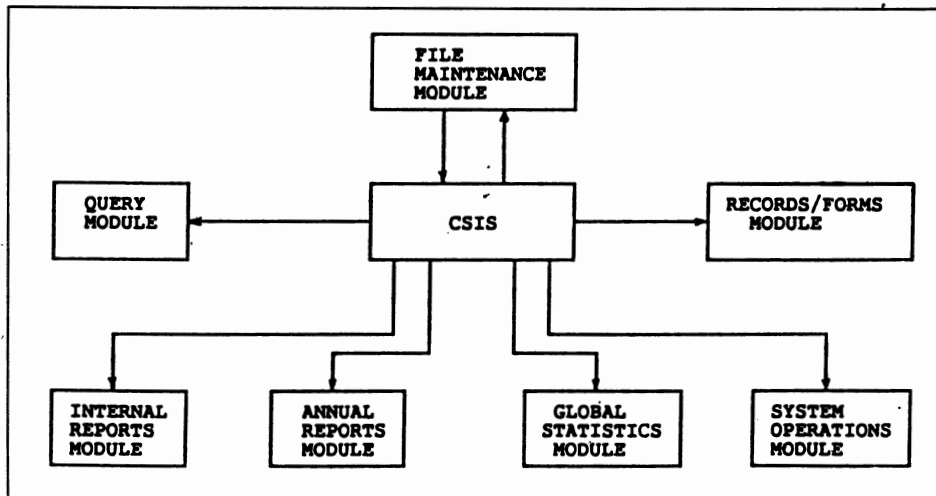 FILE
MAINTENANCE
MODULE
QUERY
MODULE
CSIS
RECORDS/FORMS
MODULE
INTERNAL
REPORTS
MODULE
ANNUAL
REPORTS
MODULE
GLOBAL
STATISTICS
MODULE
SYSTEM
OPERATIONS
MODULE